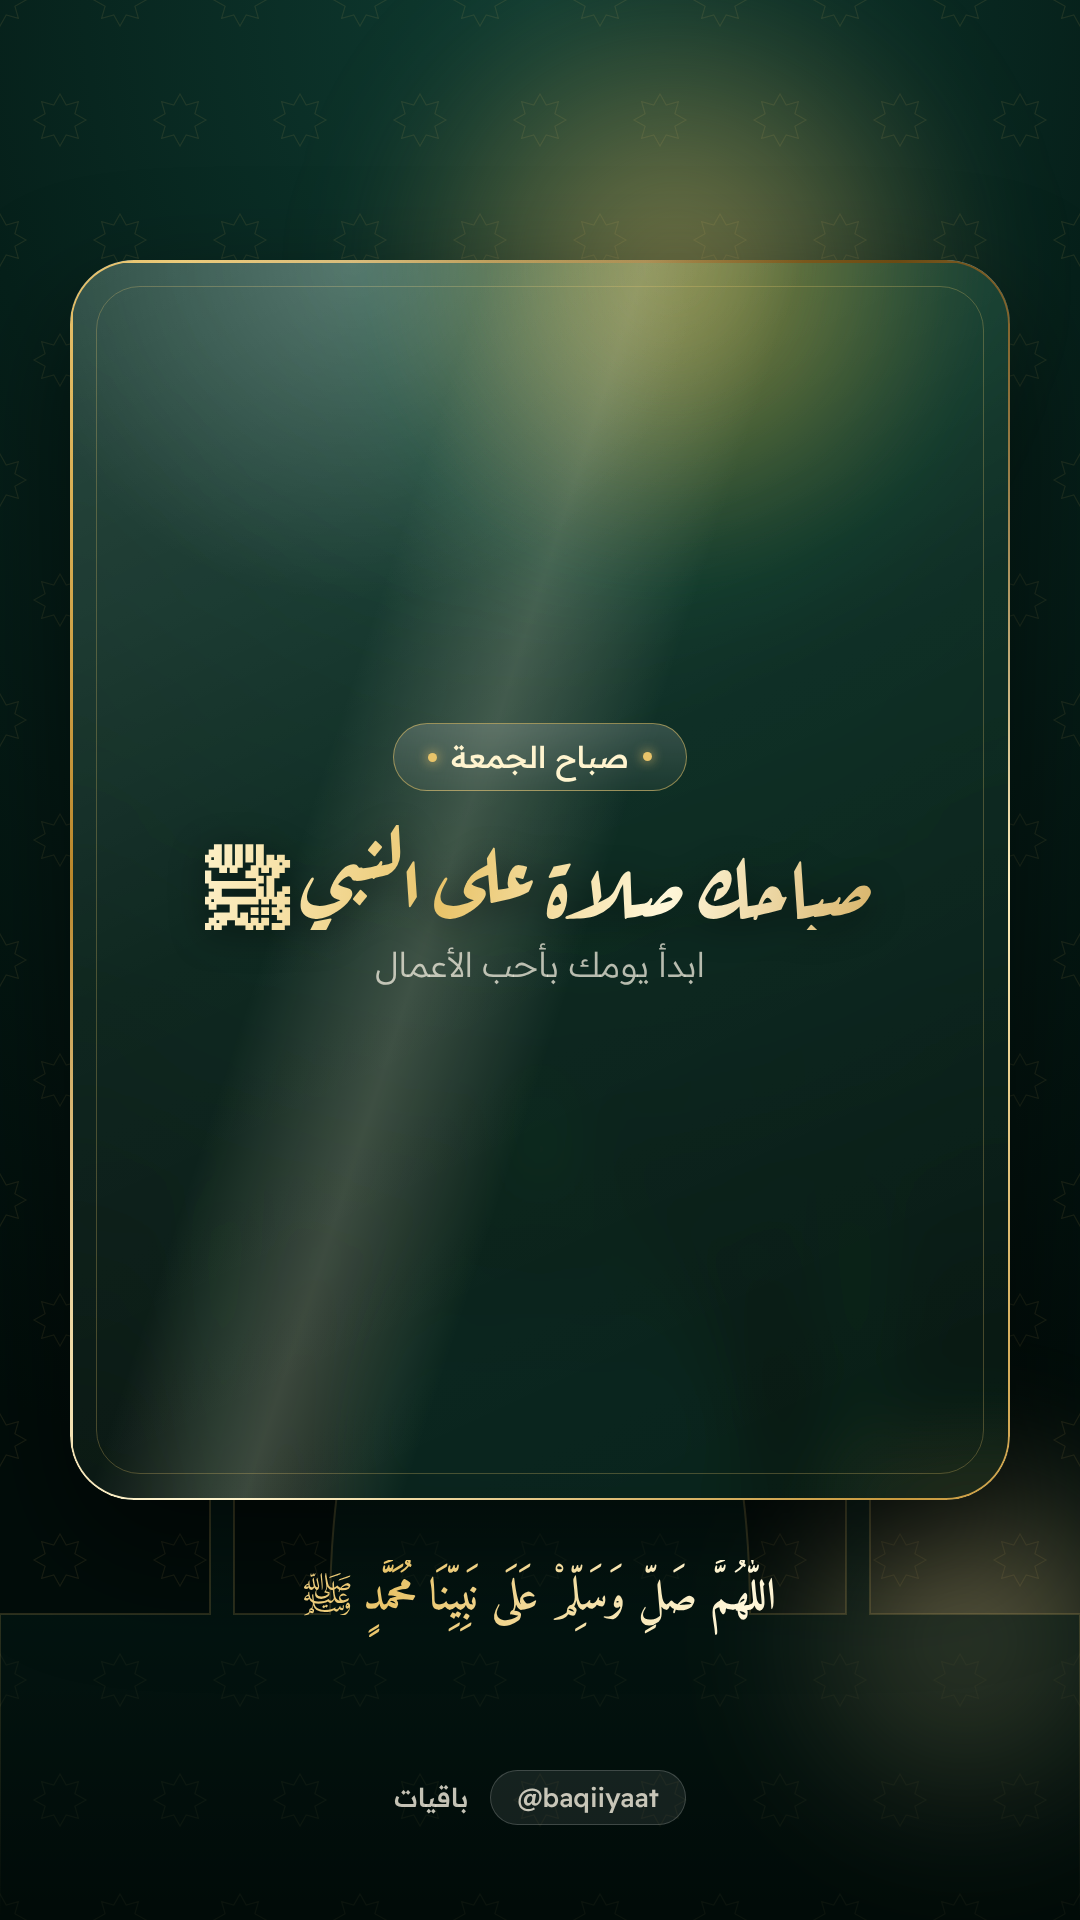 صباح الجمعة
صباحك صلاة على النبي ﷺ
ابدأ يومك بأحب الأعمال
اللَّهُمَّ صَلِّ وَسَلِّمْ عَلَى نَبِيِّنَا مُحَمَّدٍ ﷺ
باقيات @baqiiyaat